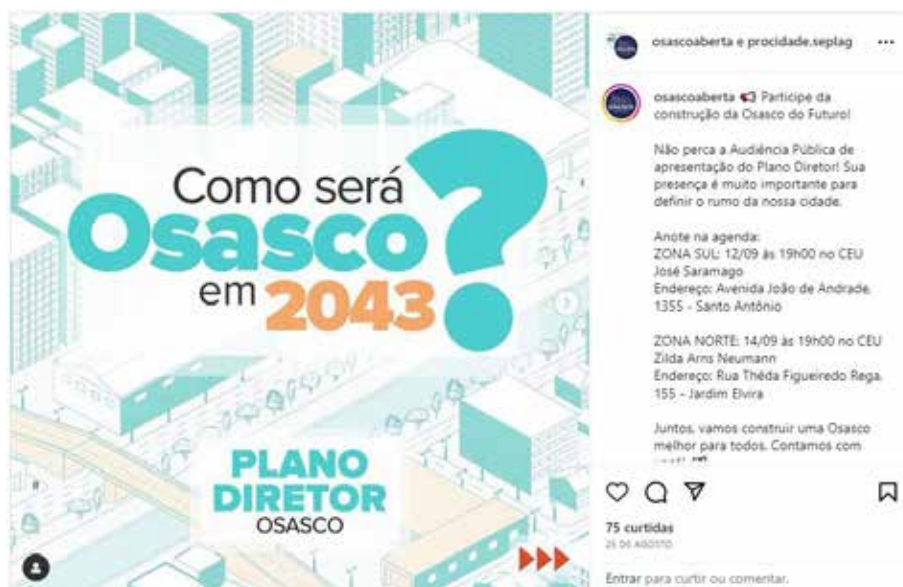 Como será
Osasco?
em 2043
PLANO
DIRETOR
OSASCO
osascoaberta e procidade.seplag
osascoaberta 📢 Participe da
construção da Osasco do Futuro!
Não perca a Audiência Pública de
apresentação do Plano Diretor! Sua
presença é muito importante para
definir o rumo da nossa cidade.
Anote na agenda:
ZONA SUL: 12/09 às 19h00 no CEU
José Saramago
Endereço: Avenida João de Andrade,
1355 - Santo Antônio
ZONA NORTE: 14/09 às 19h00 no CEU
Zilda Arns Neumann
Endereço: Rua Thêda Figueiredo Rega,
155 - Jardim Elvira
Juntos, vamos construir uma Osasco
melhor para todos. Contamos com
75 curtidas
25 DE AGOSTO
Entrar para curtir ou comentar.